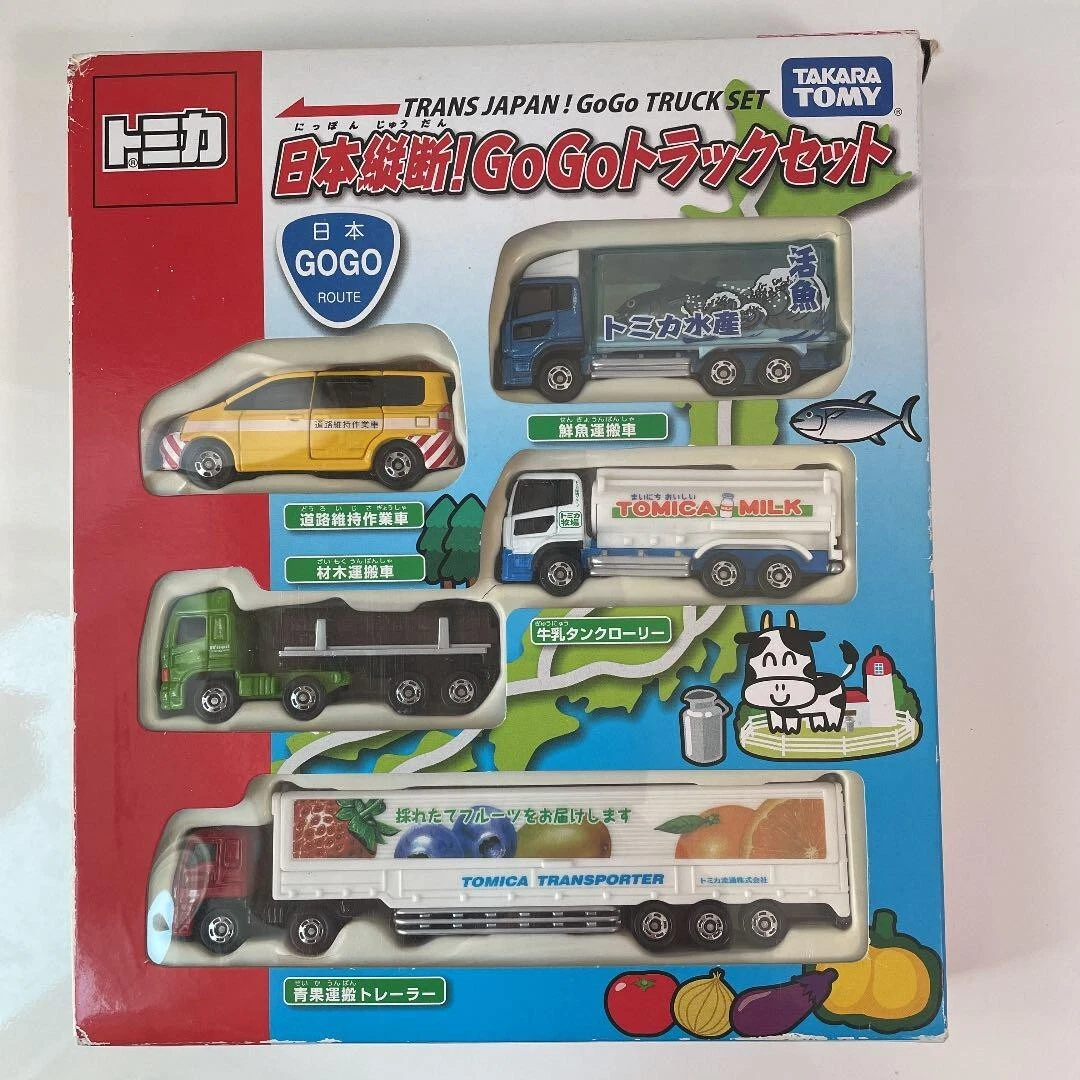 トミカ®
TRANS JAPAN! GoGo TRUCK SET
TAKARA
TOMY®
にっぽん じゅうだん
日本縦断!GoGoトラックセット
日本
GOGO
ROUTE
活魚
トミカ水産
せんぎょうんぱんしゃ
鮮魚運搬車
道路維持作業車
どうろいじさぎょうしゃ
道路維持作業車
ざいもくうんぱんしゃ
材木運搬車
まいにち おいしい
TOMICA MILK
トミカ
牧場
ぎゅうにゅう
牛乳タンクローリー
採れたてフルーツをお届けします
TOMICA TRANSPORTER
トミカ流通株式会社
せいかうんぱん
青果運搬トレーラー